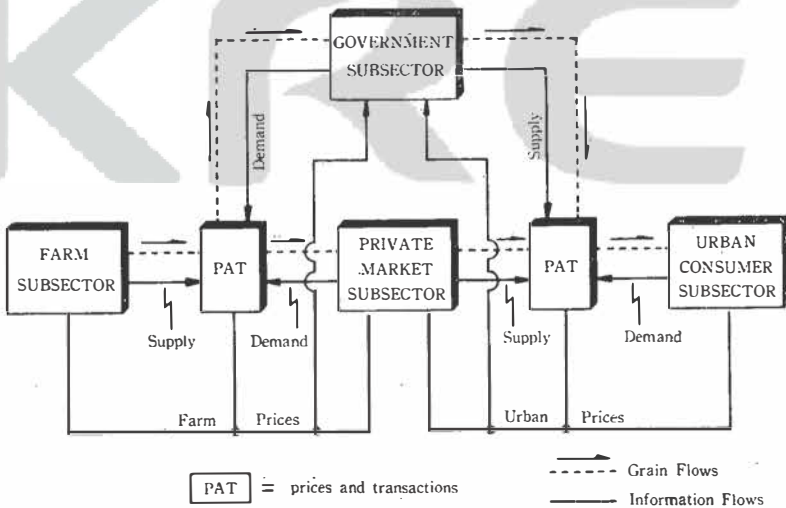 KRE
GOVERNMENT
SUBSECTOR
Demand
Supply
FARM
SUBSECTOR
PAT
PRIVATE
MARKET
SUBSECTOR
PAT
URBAN
CONSUMER
SUBSECTOR
Supply
Demand
Supply
Demand
Farm Prices
Urban Prices
PAT = prices and transactions
Grain Flows
Information Flows